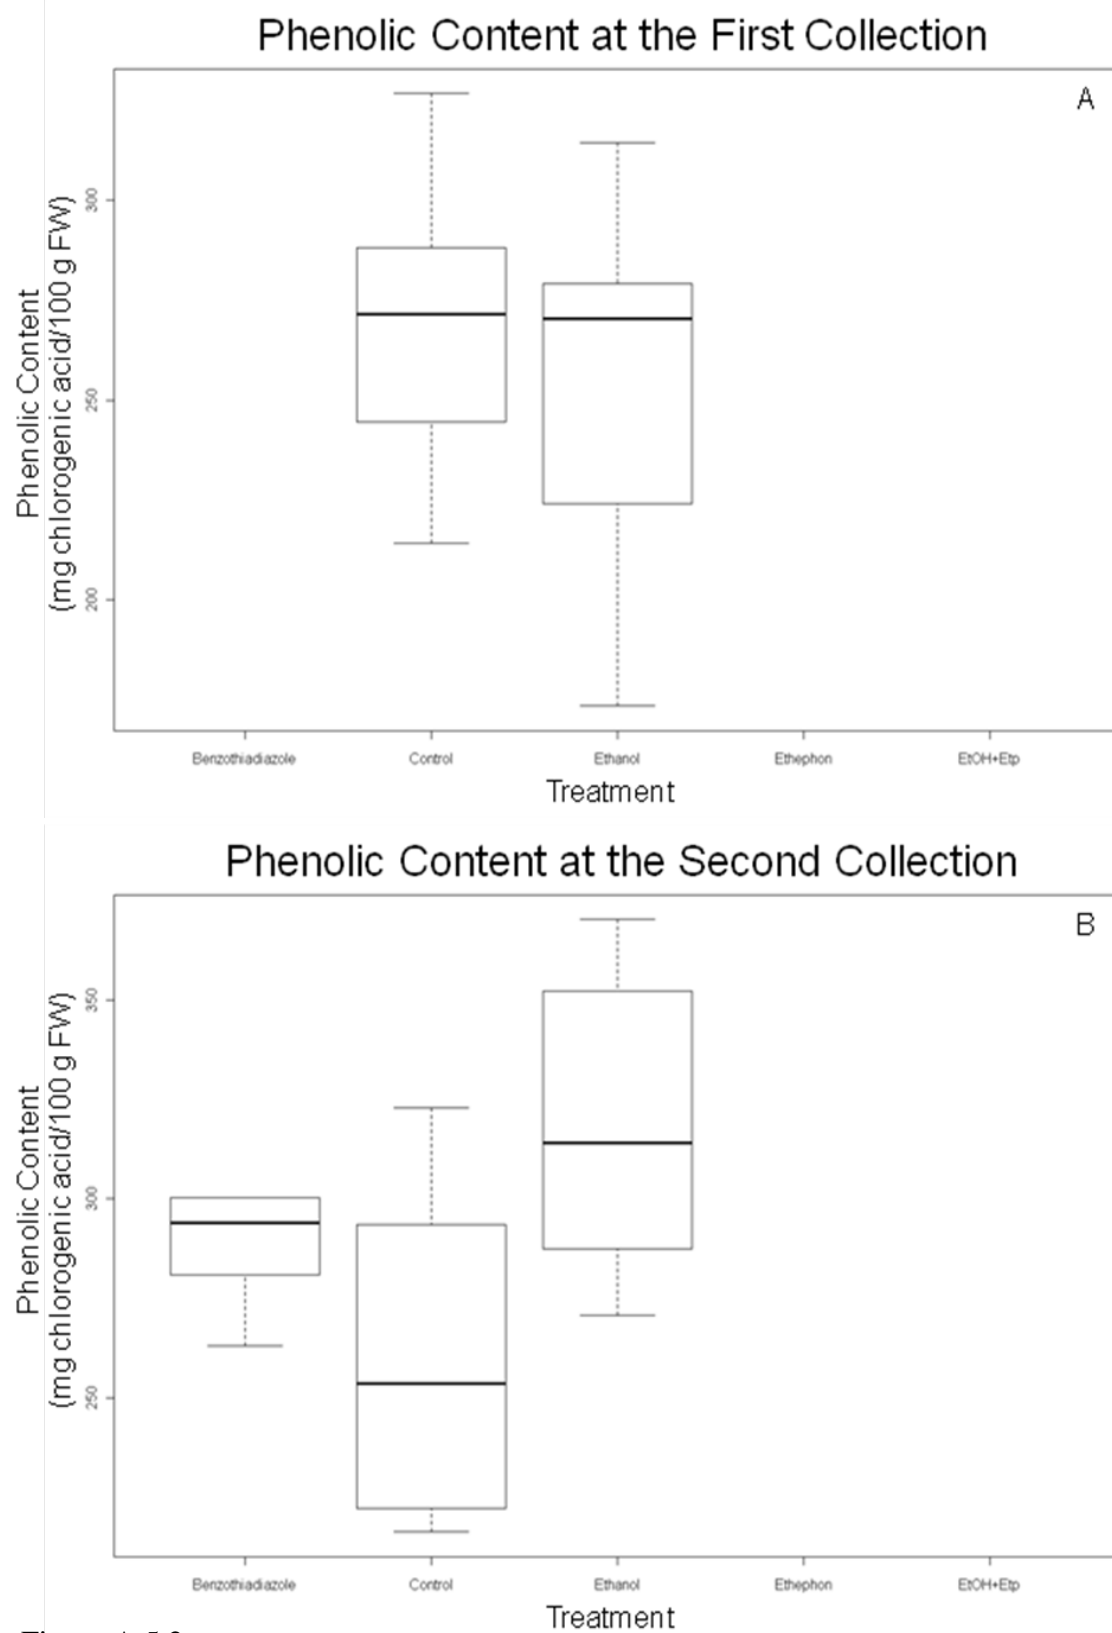 Phenolic Content at the First Collection
A
Phenolic Content
(mg chlorogenic acid/100 g FW)
300
250
200
Benzothiadiazole Control Ethanol Ethephon EtOH+Etp
Treatment
Phenolic Content at the Second Collection
B
Phenolic Content
(mg chlorogenic acid/100 g FW)
350
300
250
Benzothiadiazole Control Ethanol Ethephon EtOH+Etp
Treatment